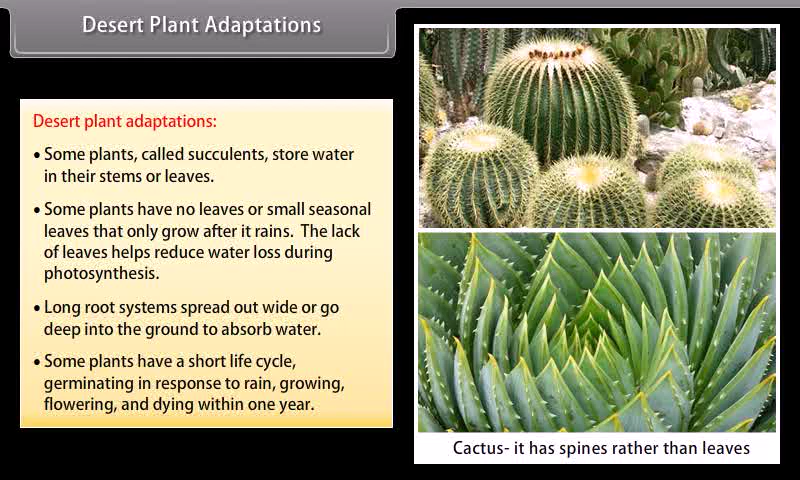 Desert Plant Adaptations
Desert plant adaptations:
• Some plants, called succulents, store water
in their stems or leaves.
• Some plants have no leaves or small seasonal
leaves that only grow after it rains. The lack
of leaves helps reduce water loss during
photosynthesis.
• Long root systems spread out wide or go
deep into the ground to absorb water.
• Some plants have a short life cycle,
germinating in response to rain, growing,
flowering, and dying within one year.
Cactus- it has spines rather than leaves